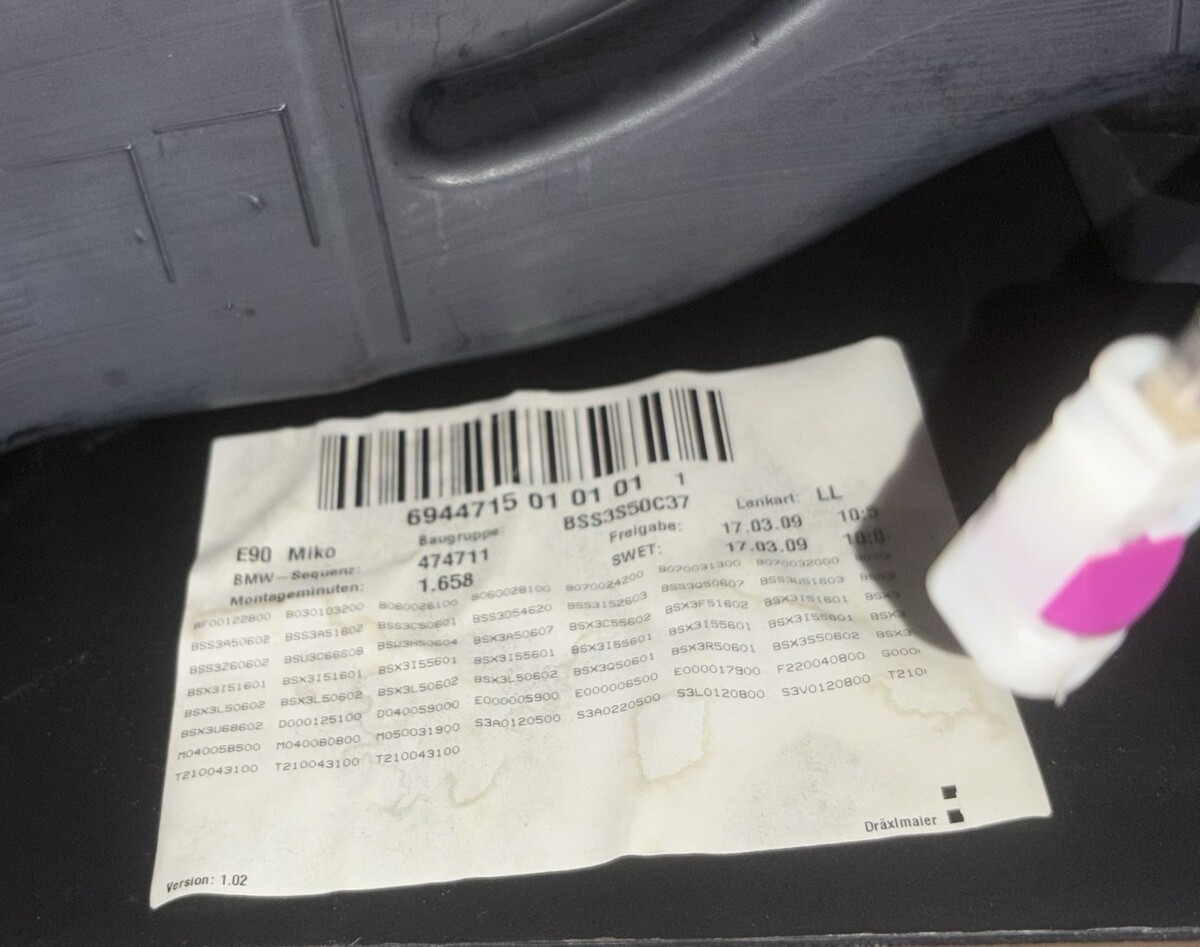 6944715 01 01 01 1
E90 Miko Baugruppe: BSS3S50C37 Lenkart: LL
BMW-Sequenz: 474711 Freigabe: 17.03.09
Montageminuten: 1.658 SWET: 17.03.09
BF00122800 B030103200 B060026100 B060028100 B070024200 B070031300 B070032000
BSS3A50602 BSS3A51602 BSS3C50601 BSS3D54620 BSS3I52603 BSS3Q50607 BSS3U51603
BSS3Z60602 BSU3C66608 BSU3H50604 BSX3A50607 BSX3C55602 BSX3F51602 BSX3I51601
BSX3I51601 BSX3I51601 BSX3I55601 BSX3I55601 BSX3I55601 BSX3I55601 BSX3I55601
BSX3L50602 BSX3L50602 BSX3L50602 BSX3L50602 BSX3Q50601 BSX3R50601 BSX3S50602
BSX3U68602 D000125100 D040059000 E000005900 E000006500 E000017900 F220040800
M040058500 M040080800 M050031900 S3A0120500 S3A0220500 S3L0120800 S3V0120800
T210043100 T210043100 T210043100
Dräxlmaier
Version: 1.02